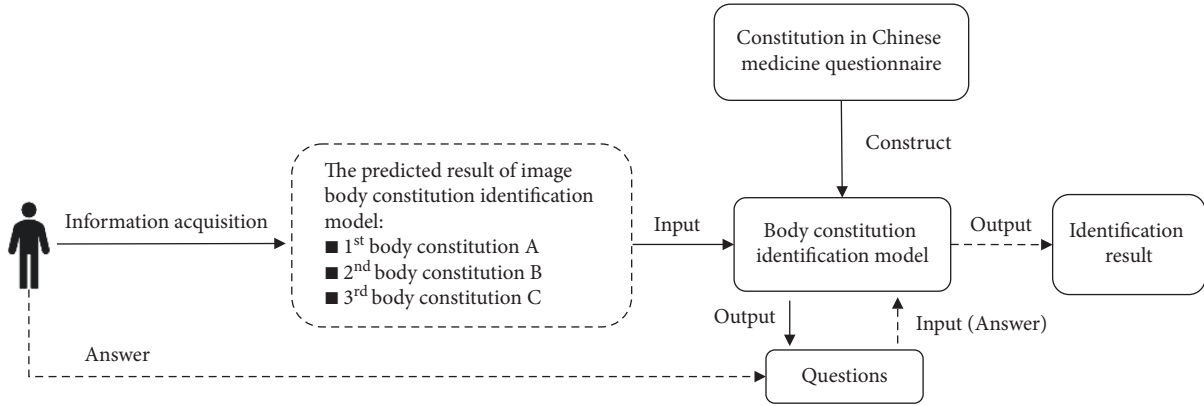 Constitution in Chinese
medicine questionnaire
Construct
Information acquisition
The predicted result of image
body constitution identification
model:
■ 1st body constitution A
■ 2nd body constitution B
■ 3rd body constitution C
Input
Body constitution
identification model
Output
Identification
result
Output
Input (Answer)
Answer
Questions